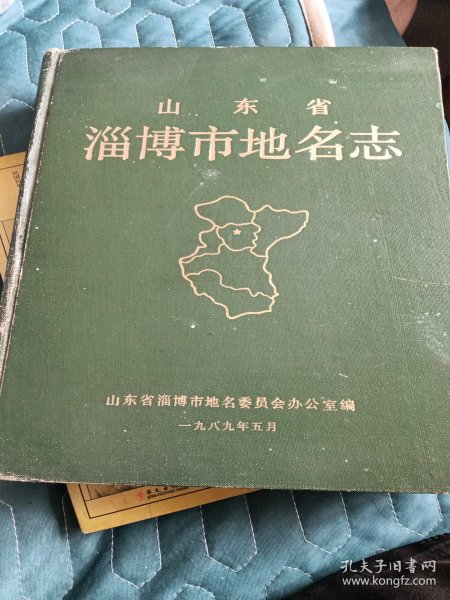 山东省
淄博市地名志
山东省淄博市地名委员会办公室编
一九八九年五月
孔夫子旧书网
www.kongfz.com